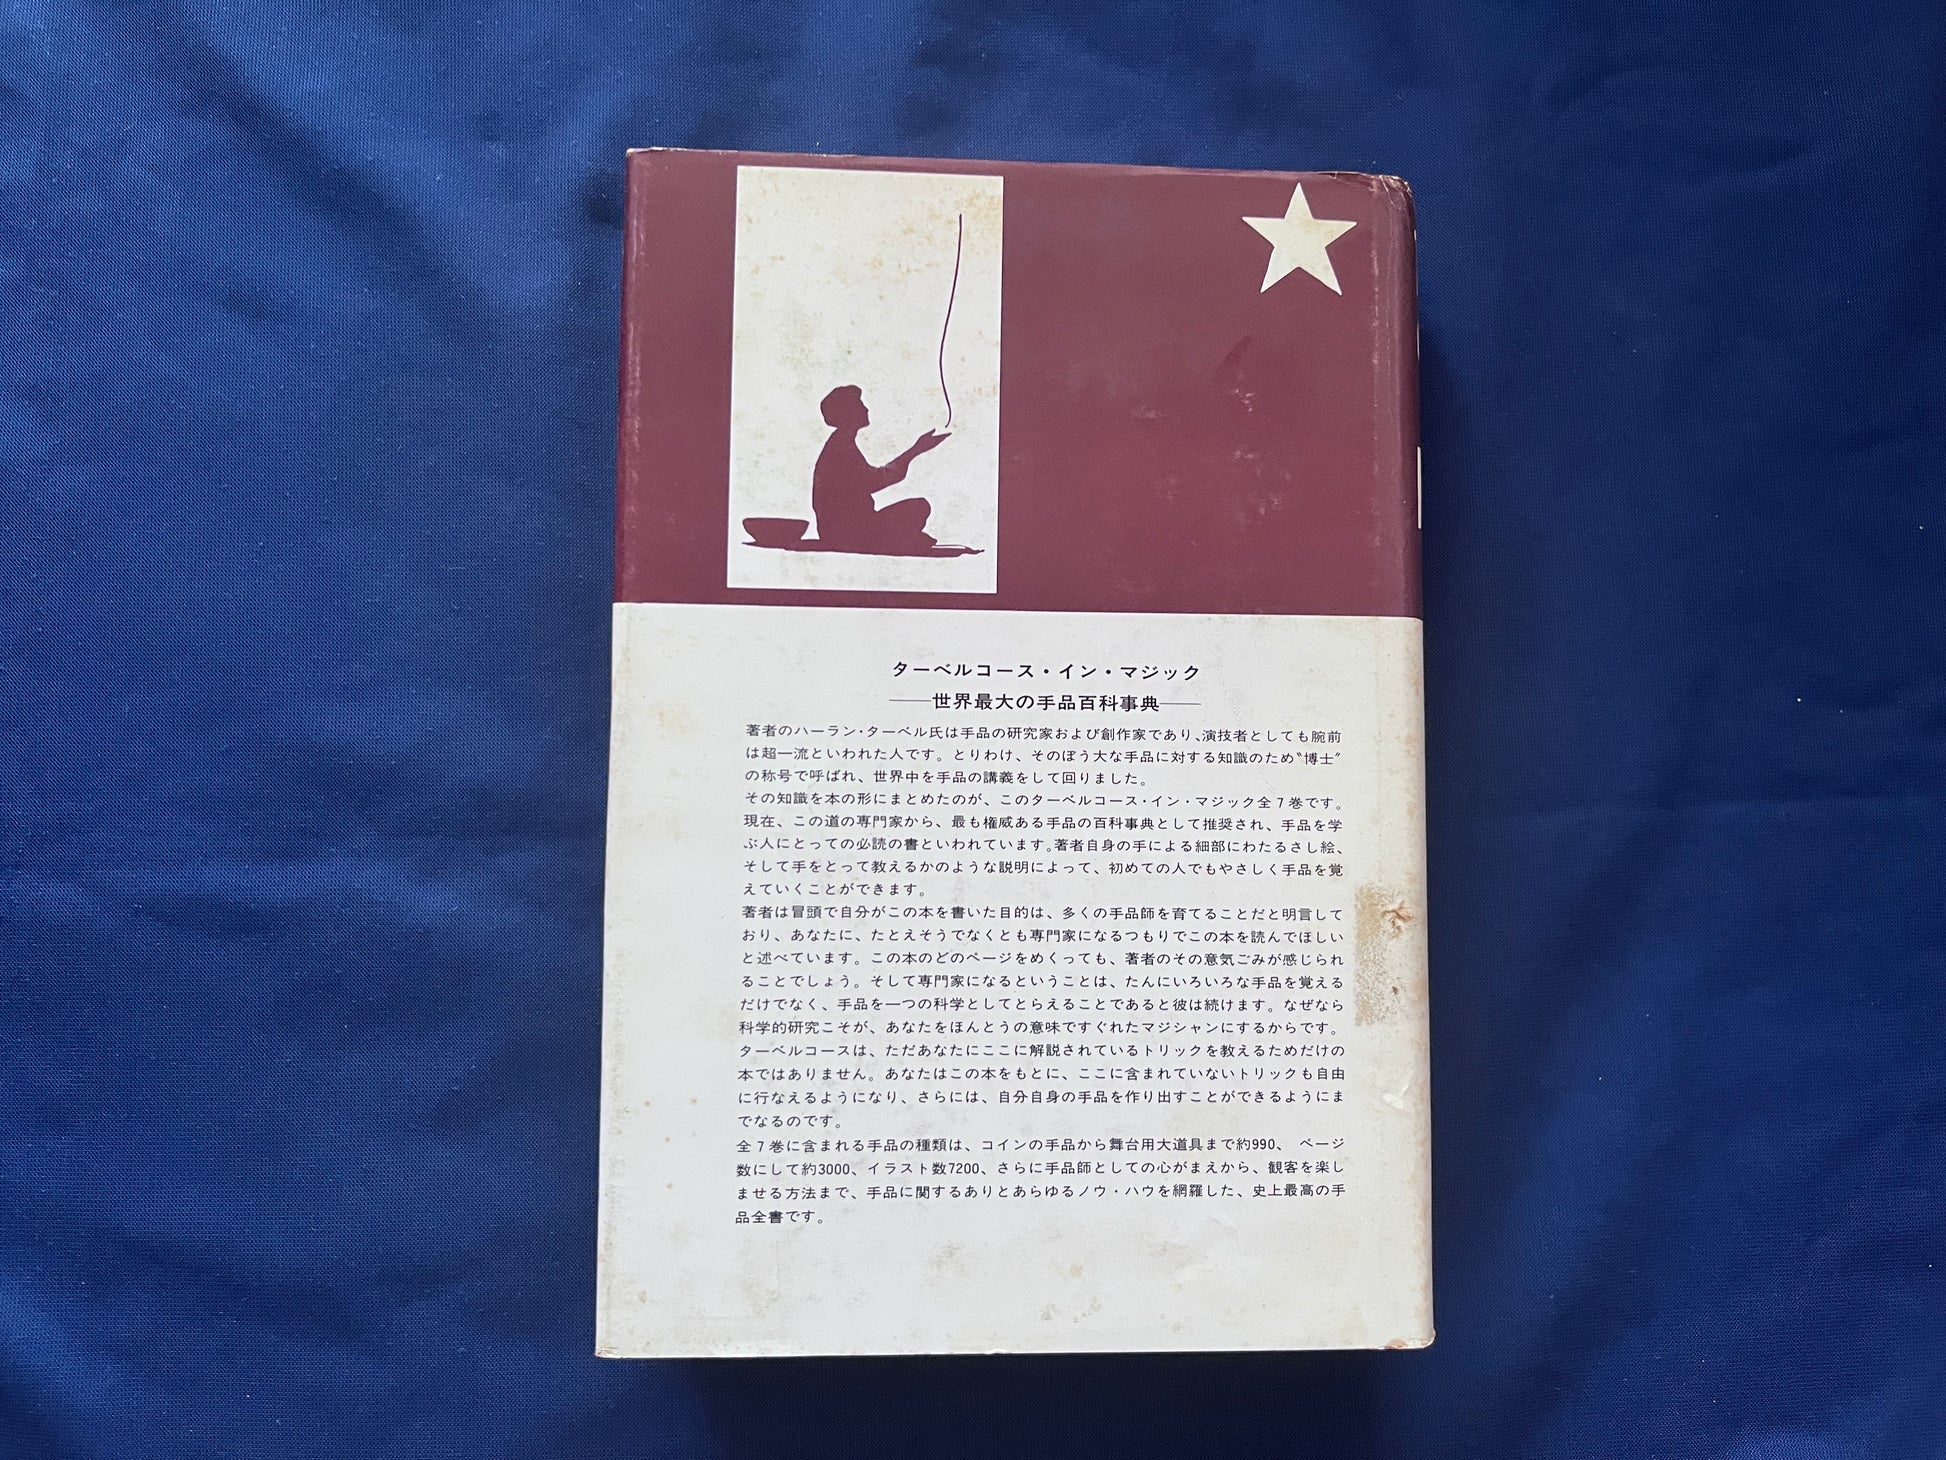 ターベルコース・イン・マジック
——世界最大の手品百科事典——
著者のハーラン・ターベル氏は手品の研究家および創作家であり、演技者としても腕前
は超一流といわれた人です。とりわけ、そのぼう大な手品に対する知識のため〝博士〟
の称号で呼ばれ、世界中を手品の講義をして回りました。
その知識を本の形にまとめたのが、このターベルコース・イン・マジック全7巻です。
現在、この道の専門家から、最も権威ある手品の百科事典として推奨され、手品を学
ぶ人にとっての必読の書といわれています。著者自身の手による細部にわたるさし絵、
そして手をとって教えるかのような説明によって、初めての人でもやさしく手品を覚
えていくことができます。
著者は冒頭で自分がこの本を書いた目的は、多くの手品師を育てることだと明言して
おり、あなたに、たとえそうでなくとも専門家になるつもりでこの本を読んでほしい
と述べています。この本のどのページをめくっても、著者のその意気ごみが感じられ
ることでしょう。そして専門家になるということは、たんにいろいろな手品を覚える
だけでなく、手品を一つの科学としてとらえることであると彼は続けます。なぜなら
科学的研究こそが、あなたをほんとうの意味ですぐれたマジシャンにするからです。
ターベルコースは、ただあなたにここに解説されているトリックを教えるためだけの
本ではありません。あなたはこの本をもとに、ここに含まれていないトリックも自由
に行なえるようになり、さらには、自分自身の手品を作り出すことができるようにま
でなるのです。
全7巻に含まれる手品の種類は、コインの手品から舞台用大道具まで約990、 ページ
数にして約3000、イラスト数7200、さらに手品師としての心がまえから、観客を楽し
ませる方法まで、手品に関するありとあらゆるノウ・ハウを網羅した、史上最高の手
品全書です。